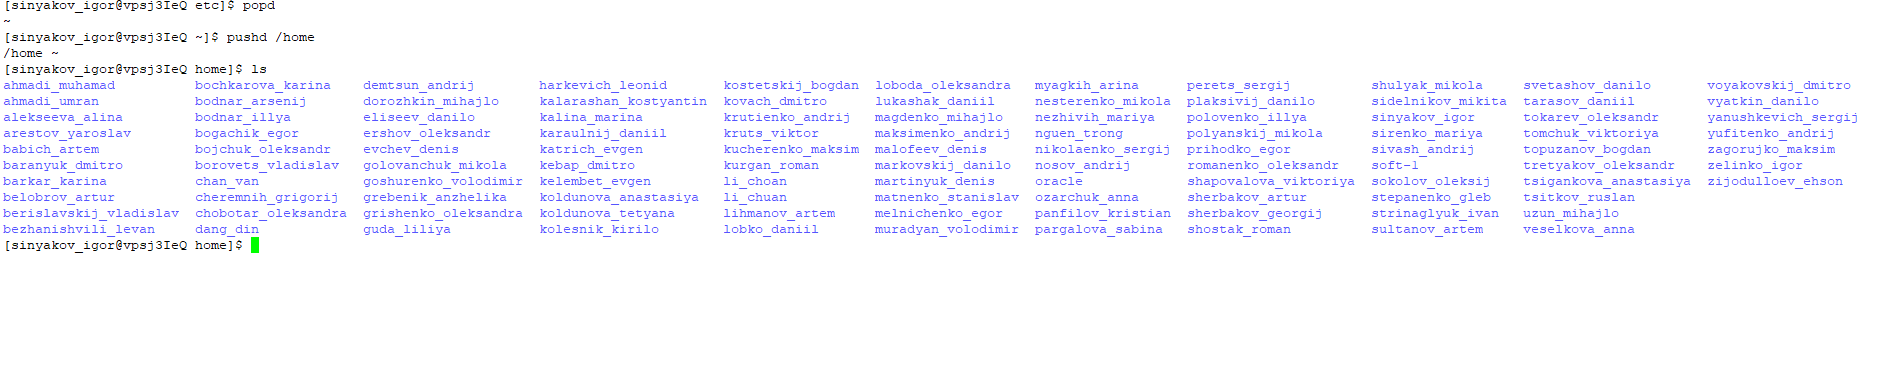 [sinyakov_igor@vpsj3IeQ etc]$ popd
~
[sinyakov_igor@vpsj3IeQ ~]$ pushd /home
/home ~
[sinyakov_igor@vpsj3IeQ home]$ ls
ahmadi_muhamad bochkarova_karina demtsun_andrij harkevich_leonid kostetskij_bogdan loboda_oleksandra myagkih_arina perets_sergij shulyak_mikola svetashov_danilo voyakovskij_dmitro
ahmadi_umran bodnar_arsenij dorozhkin_mihajlo kalarashan_kostyantin kovach_dmitro lukashak_daniil nesterenko_mikola plaksivij_danilo sidelnikov_mikita tarasov_daniil vyatkin_danilo
alekseeva_alina bodnar_illya eliseev_danilo kalina_marina krutienko_andrij magdenko_mihajlo nezhivih_mariya polovenko_illya sinyakov_igor tokarev_oleksandr yanushkevich_sergij
arestov_yaroslav bogachik_egor ershov_oleksandr karaulnij_daniil kruts_viktor maksimenko_andrij nguen_trong polyanskij_mikola sirenko_mariya tomchuk_viktoriya yufitenko_andrij
babich_artem bojchuk_oleksandr evchev_denis katrich_evgen kucherenko_maksim malofeev_denis nikolaenko_sergij prihodko_egor sivash_andrij topuzanov_bogdan zagorujko_maksim
baranyuk_dmitro borovets_vladislav golovanchuk_mikola kebap_dmitro kurgan_roman markovskij_danilo nosov_andrij romanenko_oleksandr soft-l tretyakov_oleksandr zelinko_igor
barkar_karina chan_van goshurenko_volodimir kelembet_evgen li_choan martinyuk_denis oracle shapovalova_viktoriya sokolov_oleksij tsigankova_anastasiya zijodulloev_ehson
belobrov_artur cheremnih_grigorij grebenik_anzhelika koldunova_anastasiya li_chuan matnenko_stanislav ozarchuk_anna sherbakov_artur stepanenko_gleb tsitkov_ruslan
berislavskij_vladislav chobotar_oleksandra grishenko_oleksandra koldunova_tetyana lihmanov_artem melnichenko_egor panfilov_kristian sherbakov_georgij strinaglyuk_ivan uzun_mihajlo
bezhanishvili_levan dang_din guda_liliya kolesnik_kirilo lobko_daniil muradyan_volodimir pargalova_sabina shostak_roman sultanov_artem veselkova_anna
[sinyakov_igor@vpsj3IeQ home]$